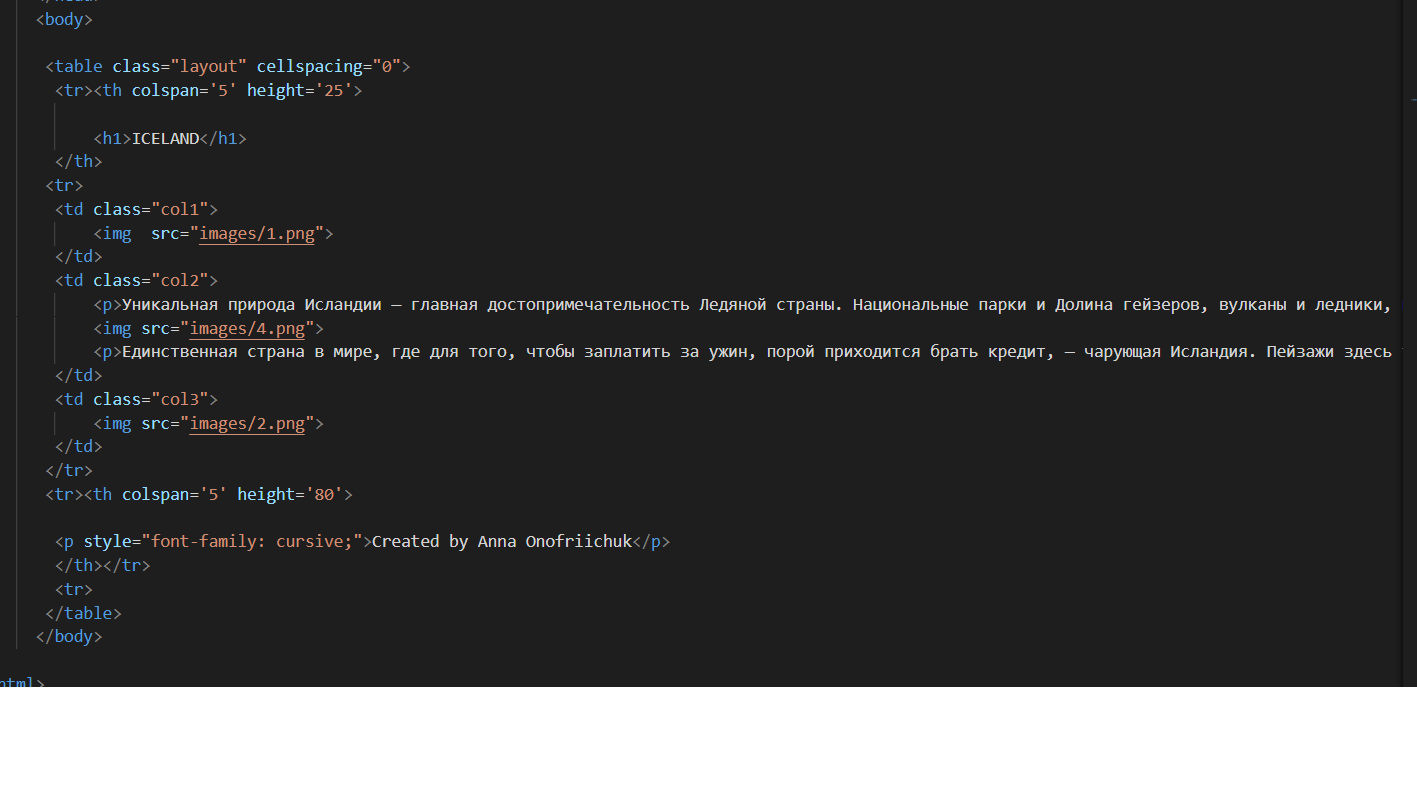 <body>
<table class="layout" cellspacing="0">
<tr><th colspan='5' height='25'>
<h1>ICELAND</h1>
</th>
<tr>
<td class="col1">
<img  src="images/1.png">
</td>
<td class="col2">
<p>Уникальная природа Исландии — главная достопримечательность Ледяной страны. Национальные парки и Долина гейзеров, вулканы и ледники,
<img src="images/4.png">
<p>Единственная страна в мире, где для того, чтобы заплатить за ужин, порой приходится брать кредит, — чарующая Исландия. Пейзажи здесь
</td>
<td class="col3">
<img src="images/2.png">
</td>
</tr>
<tr><th colspan='5' height='80'>
<p style="font-family: cursive;">Created by Anna Onofriichuk</p>
</th></tr>
<tr>
</table>
</body>
html>